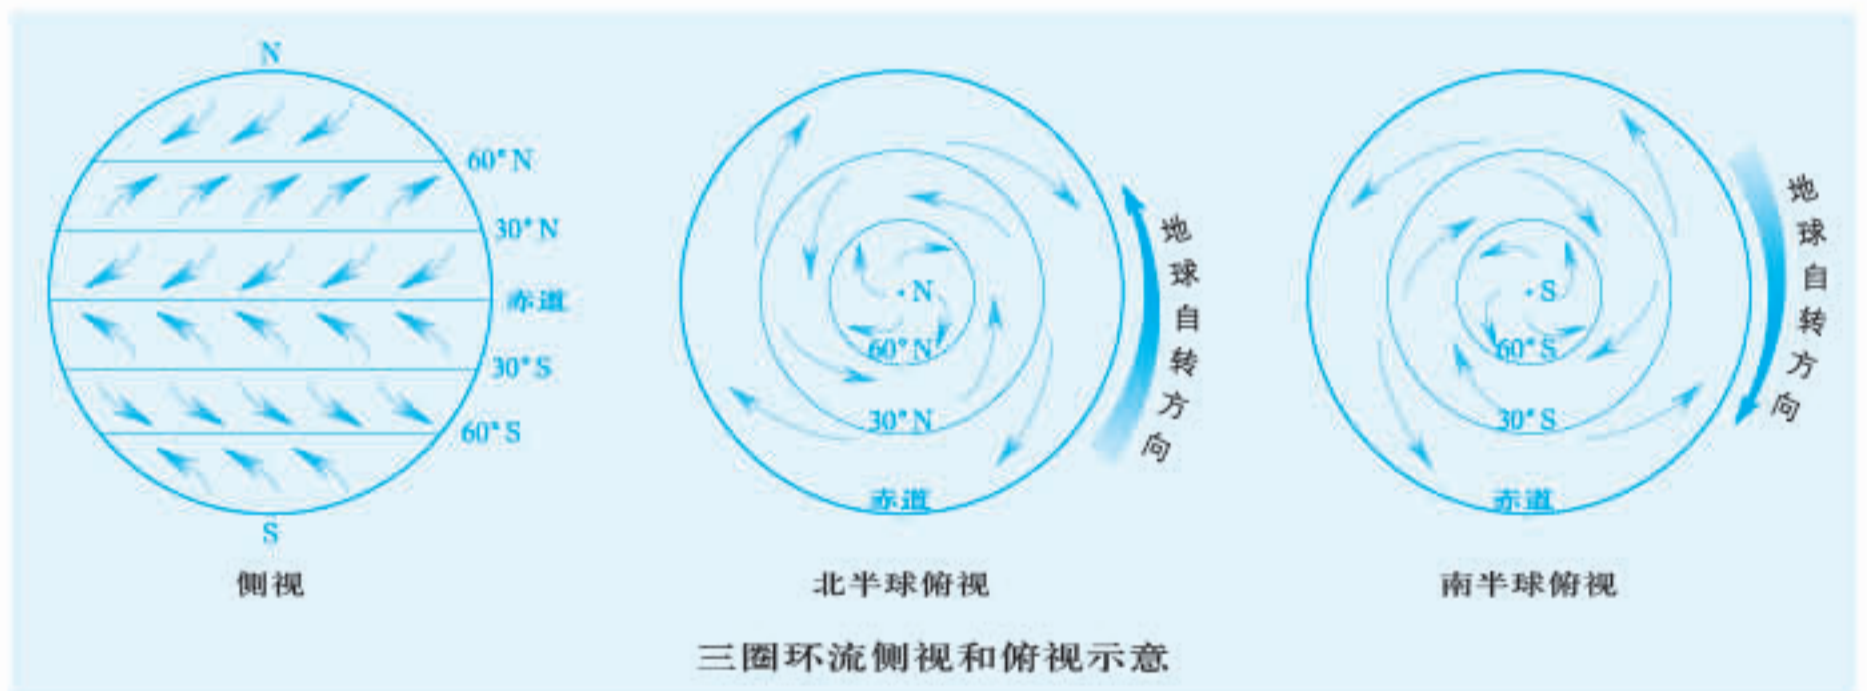 N
60°N
30°N
赤道
30°S
60°S
S
侧视
N
60°N
30°N
赤道
地球自转方向
北半球俯视
S
60°S
30°S
赤道
地球自转方向
南半球俯视
三圈环流侧视和俯视示意